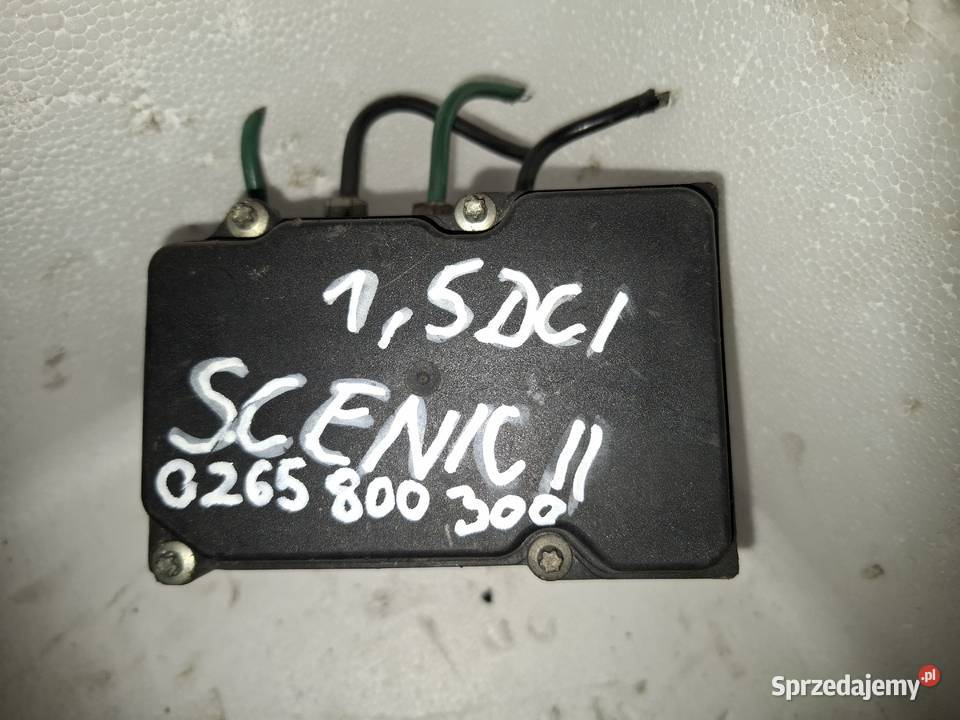 1,5DCI
SCENIC II
0265 800 300
Sprzedajemy.pl